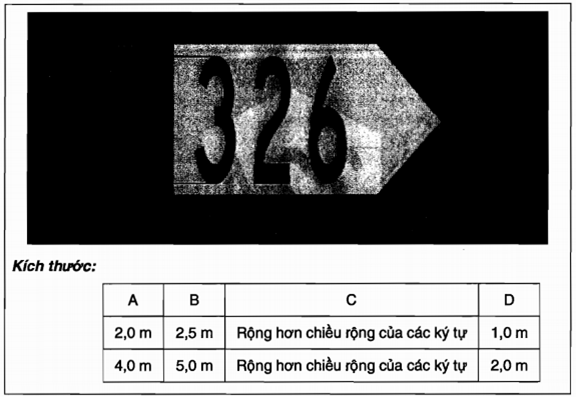 326
Kích thước:
A B C D
2,0 m 2,5 m Rộng hơn chiều rộng của các ký tự 1,0 m
4,0 m 5,0 m Rộng hơn chiều rộng của các ký tự 2,0 m